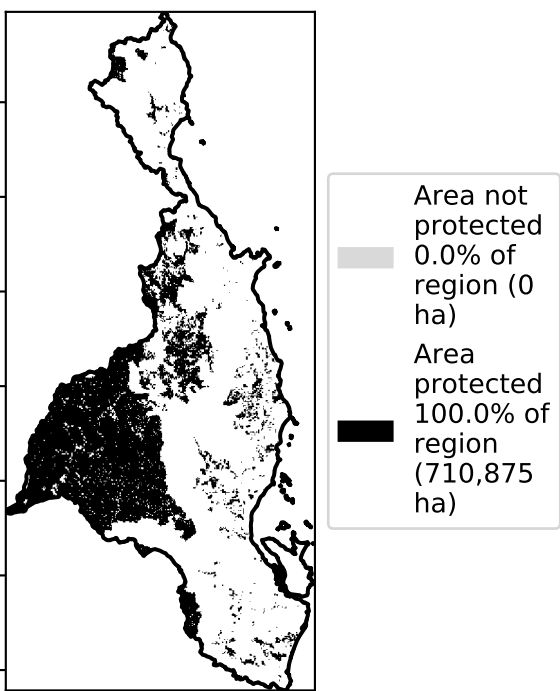 Area not
protected
0.0% of
region (0
ha)
Area
protected
100.0% of
region
(710,875
ha)